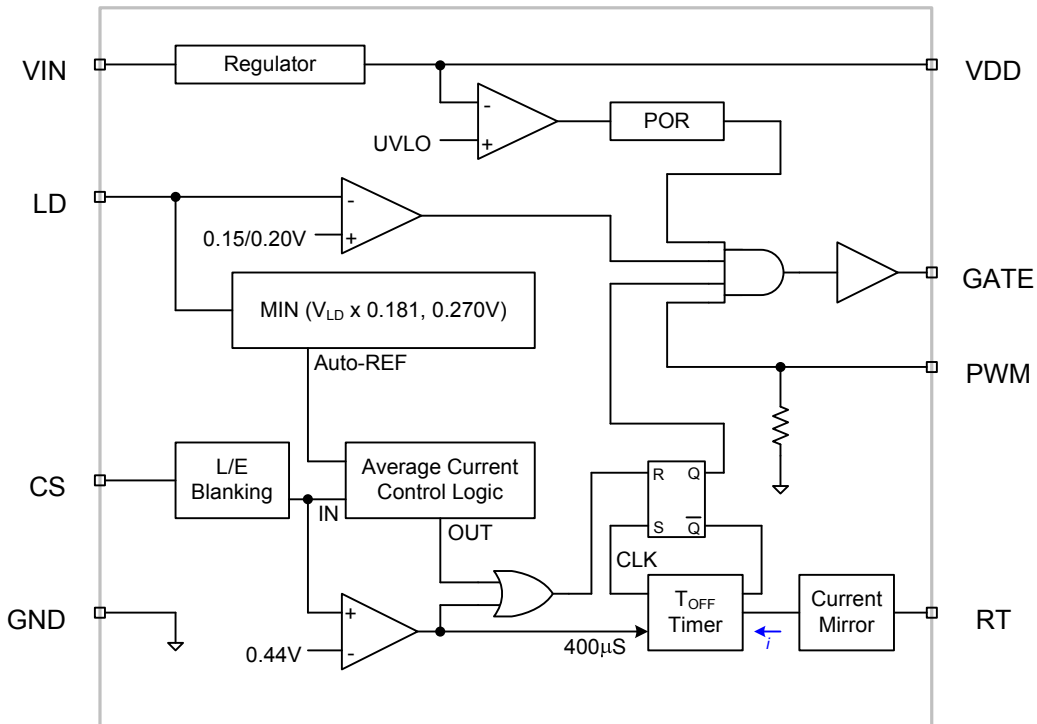 VIN
Regulator
VDD
-
+
UVLO
POR
LD
-
+
0.15/0.20V
GATE
MIN (VLD x 0.181, 0.270V)
Auto-REF
PWM
CS
L/E
Blanking
IN
Average Current
Control Logic
OUT
R Q
S Q̅
CLK
GND
+
-
0.44V
400µS
TOFF
Timer
i
Current
Mirror
RT